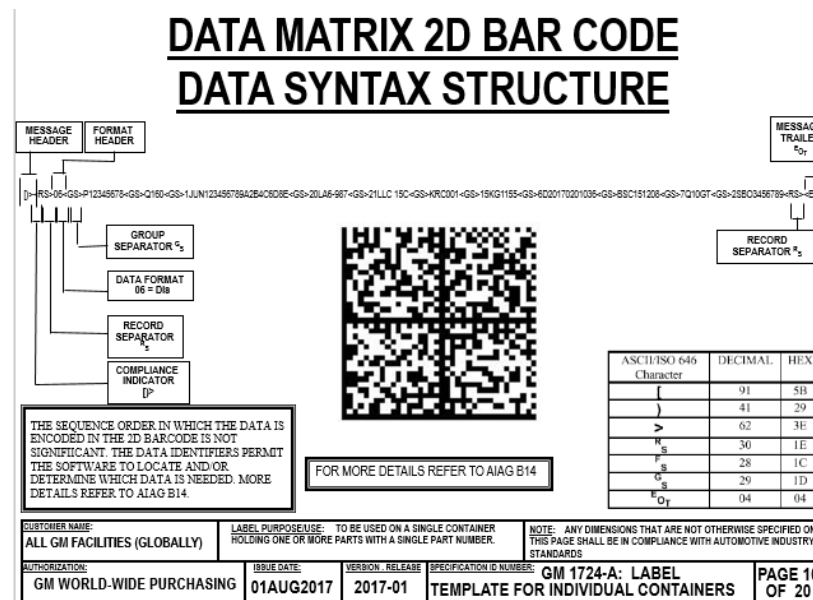 DATA MATRIX 2D BAR CODE
DATA SYNTAX STRUCTURE
MESSAGE
HEADER
FORMAT
HEADER
MESSAG
TRAILE
EOT
[)><RS>06<GS>P12345678<GS>Q160<GS>1JUN123456789A2B4C6D8E<GS>20LA6-987<GS>21LLC 15C<GS>KRC001<GS>15KG1155<GS>6D20170201036<GS>BSC151208<GS>7Q10GT<GS>2SBO3456789<RS><E
GROUP
SEPARATOR GS
DATA FORMAT
06 = DIs
RECORD
SEPARATOR
RS
COMPLIANCE
INDICATOR
[)>
RECORD
SEPARATOR RS
THE SEQUENCE ORDER IN WHICH THE DATA IS
ENCODED IN THE 2D BARCODE IS NOT
SIGNIFIICANT. THE DATA IDENTIFIERS PERMIT
THE SOFTWARE TO LOCATE AND/OR
DETERMINE WHICH DATA IS NEEDED. MORE
DETAILS REFER TO AIAG B14.
FOR MORE DETAILS REFER TO AIAG B14
ASCII/ISO 646 Character DECIMAL HEX
[ 91 5B
) 41 29
> 62 3E
RS 30 1E
FS 28 1C
GS 29 1D
EOT 04 04
CUSTOMER NAME:
ALL GM FACILITIES (GLOBALLY)
LABEL PURPOSE/USE: TO BE USED ON A SINGLE CONTAINER
HOLDING ONE OR MORE PARTS WITH A SINGLE PART NUMBER.
NOTE: ANY DIMENSIONS THAT ARE NOT OTHERWISE SPECIFIED ON
THIS PAGE SHALL BE IN COMPLIANCE WITH AUTOMOTIVE INDUSTRY
STANDARDS
AUTHORIZATION:
GM WORLD-WIDE PURCHASING
ISSUE DATE:
01AUG2017
VERSION . RELEASE
2017-01
SPECIFICATION ID NUMBER: GM 1724-A: LABEL
TEMPLATE FOR INDIVIDUAL CONTAINERS
PAGE 10
OF 20